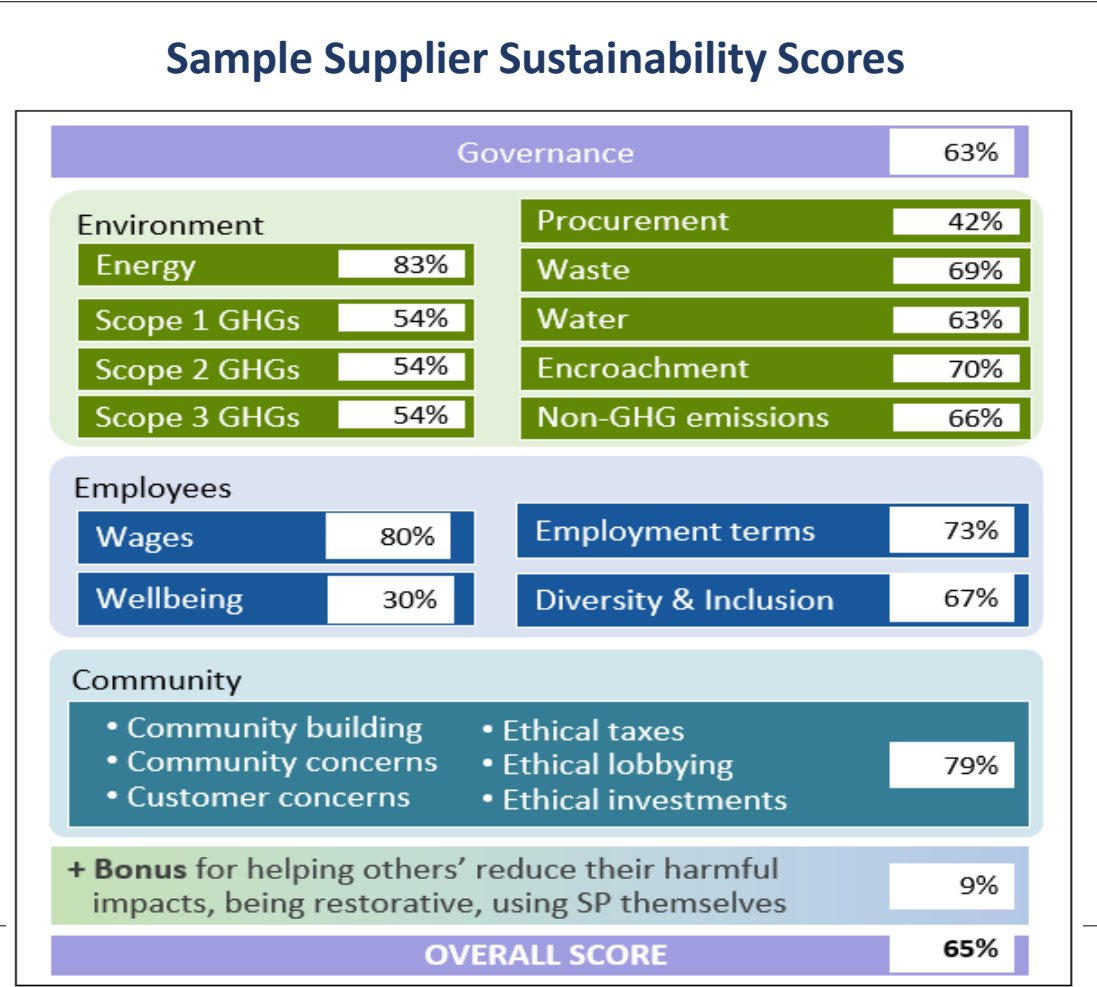 Sample Supplier Sustainability Scores
Governance 63%
Environment
Energy 83%
Scope 1 GHGs 54%
Scope 2 GHGs 54%
Scope 3 GHGs 54%
Procurement 42%
Waste 69%
Water 63%
Encroachment 70%
Non-GHG emissions 66%
Employees
Wages 80%
Wellbeing 30%
Employment terms 73%
Diversity & Inclusion 67%
Community
• Community building
• Community concerns
• Customer concerns
• Ethical taxes
• Ethical lobbying
• Ethical investments
79%
+ Bonus for helping others’ reduce their harmful
impacts, being restorative, using SP themselves
9%
OVERALL SCORE 65%